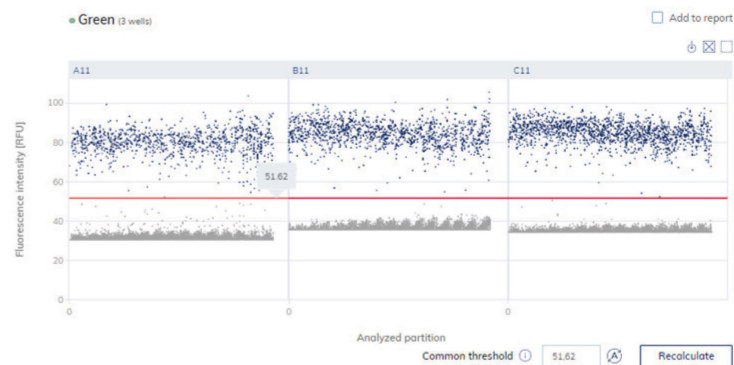 Green (3 wells)
Add to report
A11
B11
C11
Fluorescence intensity [RFU]
100
80
60
40
20
0
51.62
0
0
0
Analyzed partition
Common threshold
51.62
A
Recalculate